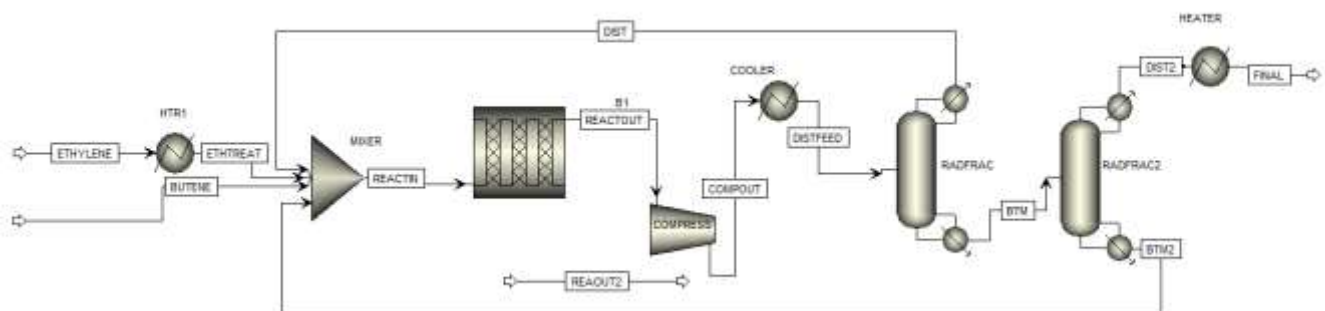 HEATER
DIST
DIST2
FINAL
COOLER
B1
HTR1
REACTOUT
MIXER
DISTFEED
ETHYLENE
ETHTREAT
RADFRAC
RADFRAC2
REACTIN
BUTENE
COMPOUT
BTM
COMPRESS
BTM2
REAOUT2